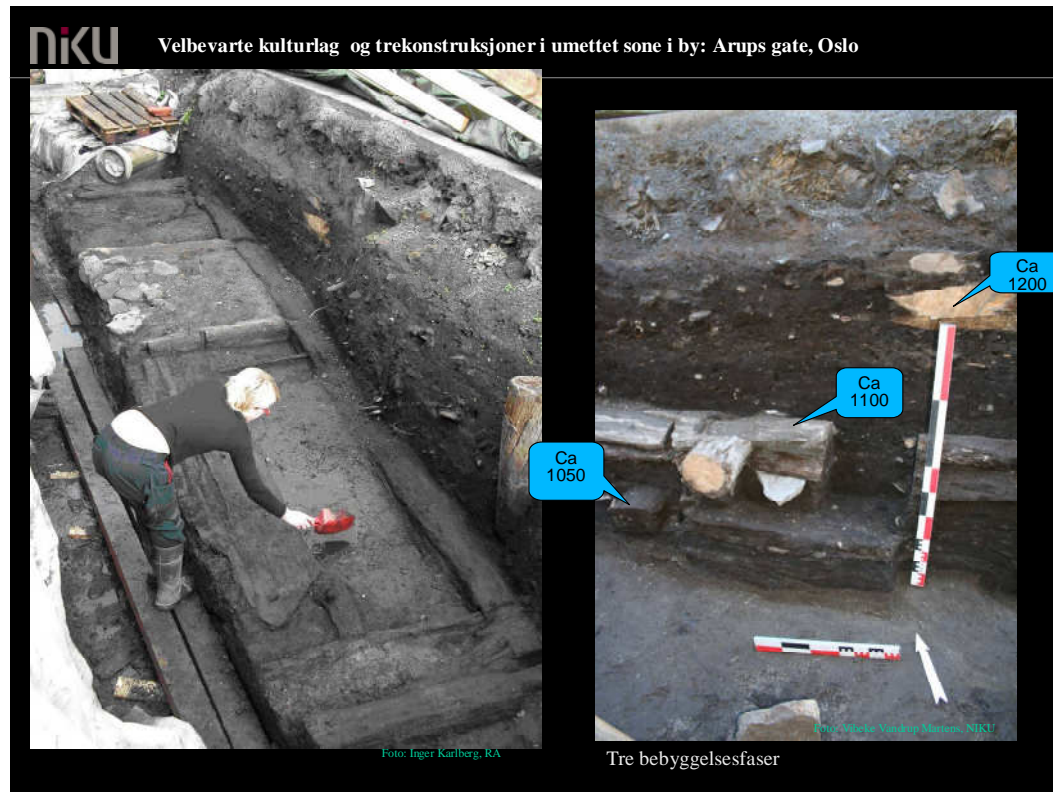 niku
Velbevarte kulturlag og trekonstruksjoner i umettet sone i by: Arups gate, Oslo
Ca
1200
Ca
1100
Ca
1050
Foto: Vibeke Vandrup Martens, NIKU
Foto: Inger Karlberg, RA
Tre bebyggelsesfaser